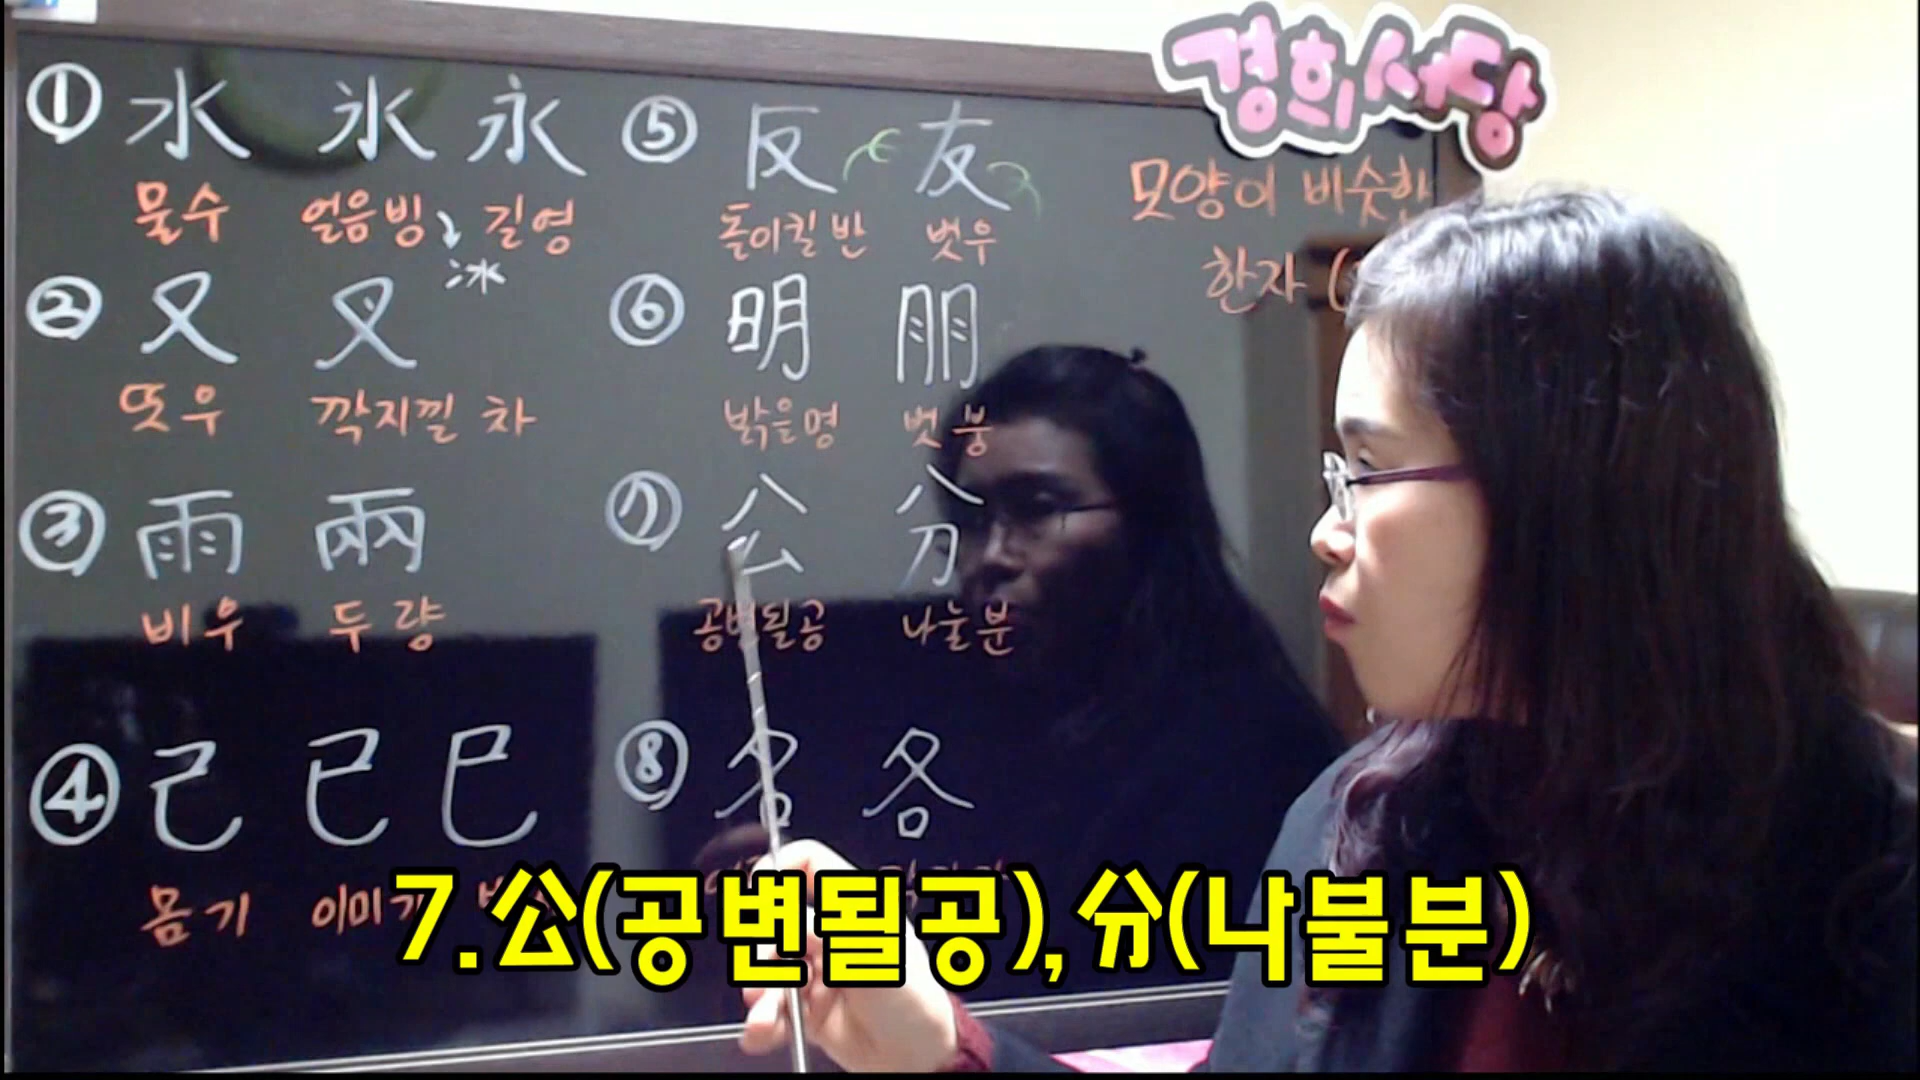 경희서당
모양이 비슷한
한자 (
① 水 氷 永
물수 얼음빙 길영
冰
② 又 叉
또우 깍지낄 차
③ 雨 兩
비우 두 량
④ 己 已 巳
몸기 이미
⑤ 反 友
돌이킬반 벗우
⑥ 明 朋
밝을명 벗붕
⑦ 公 分
공변될공 나눌분
⑧ 名 各
7.公(공변될공),分(나눌분)